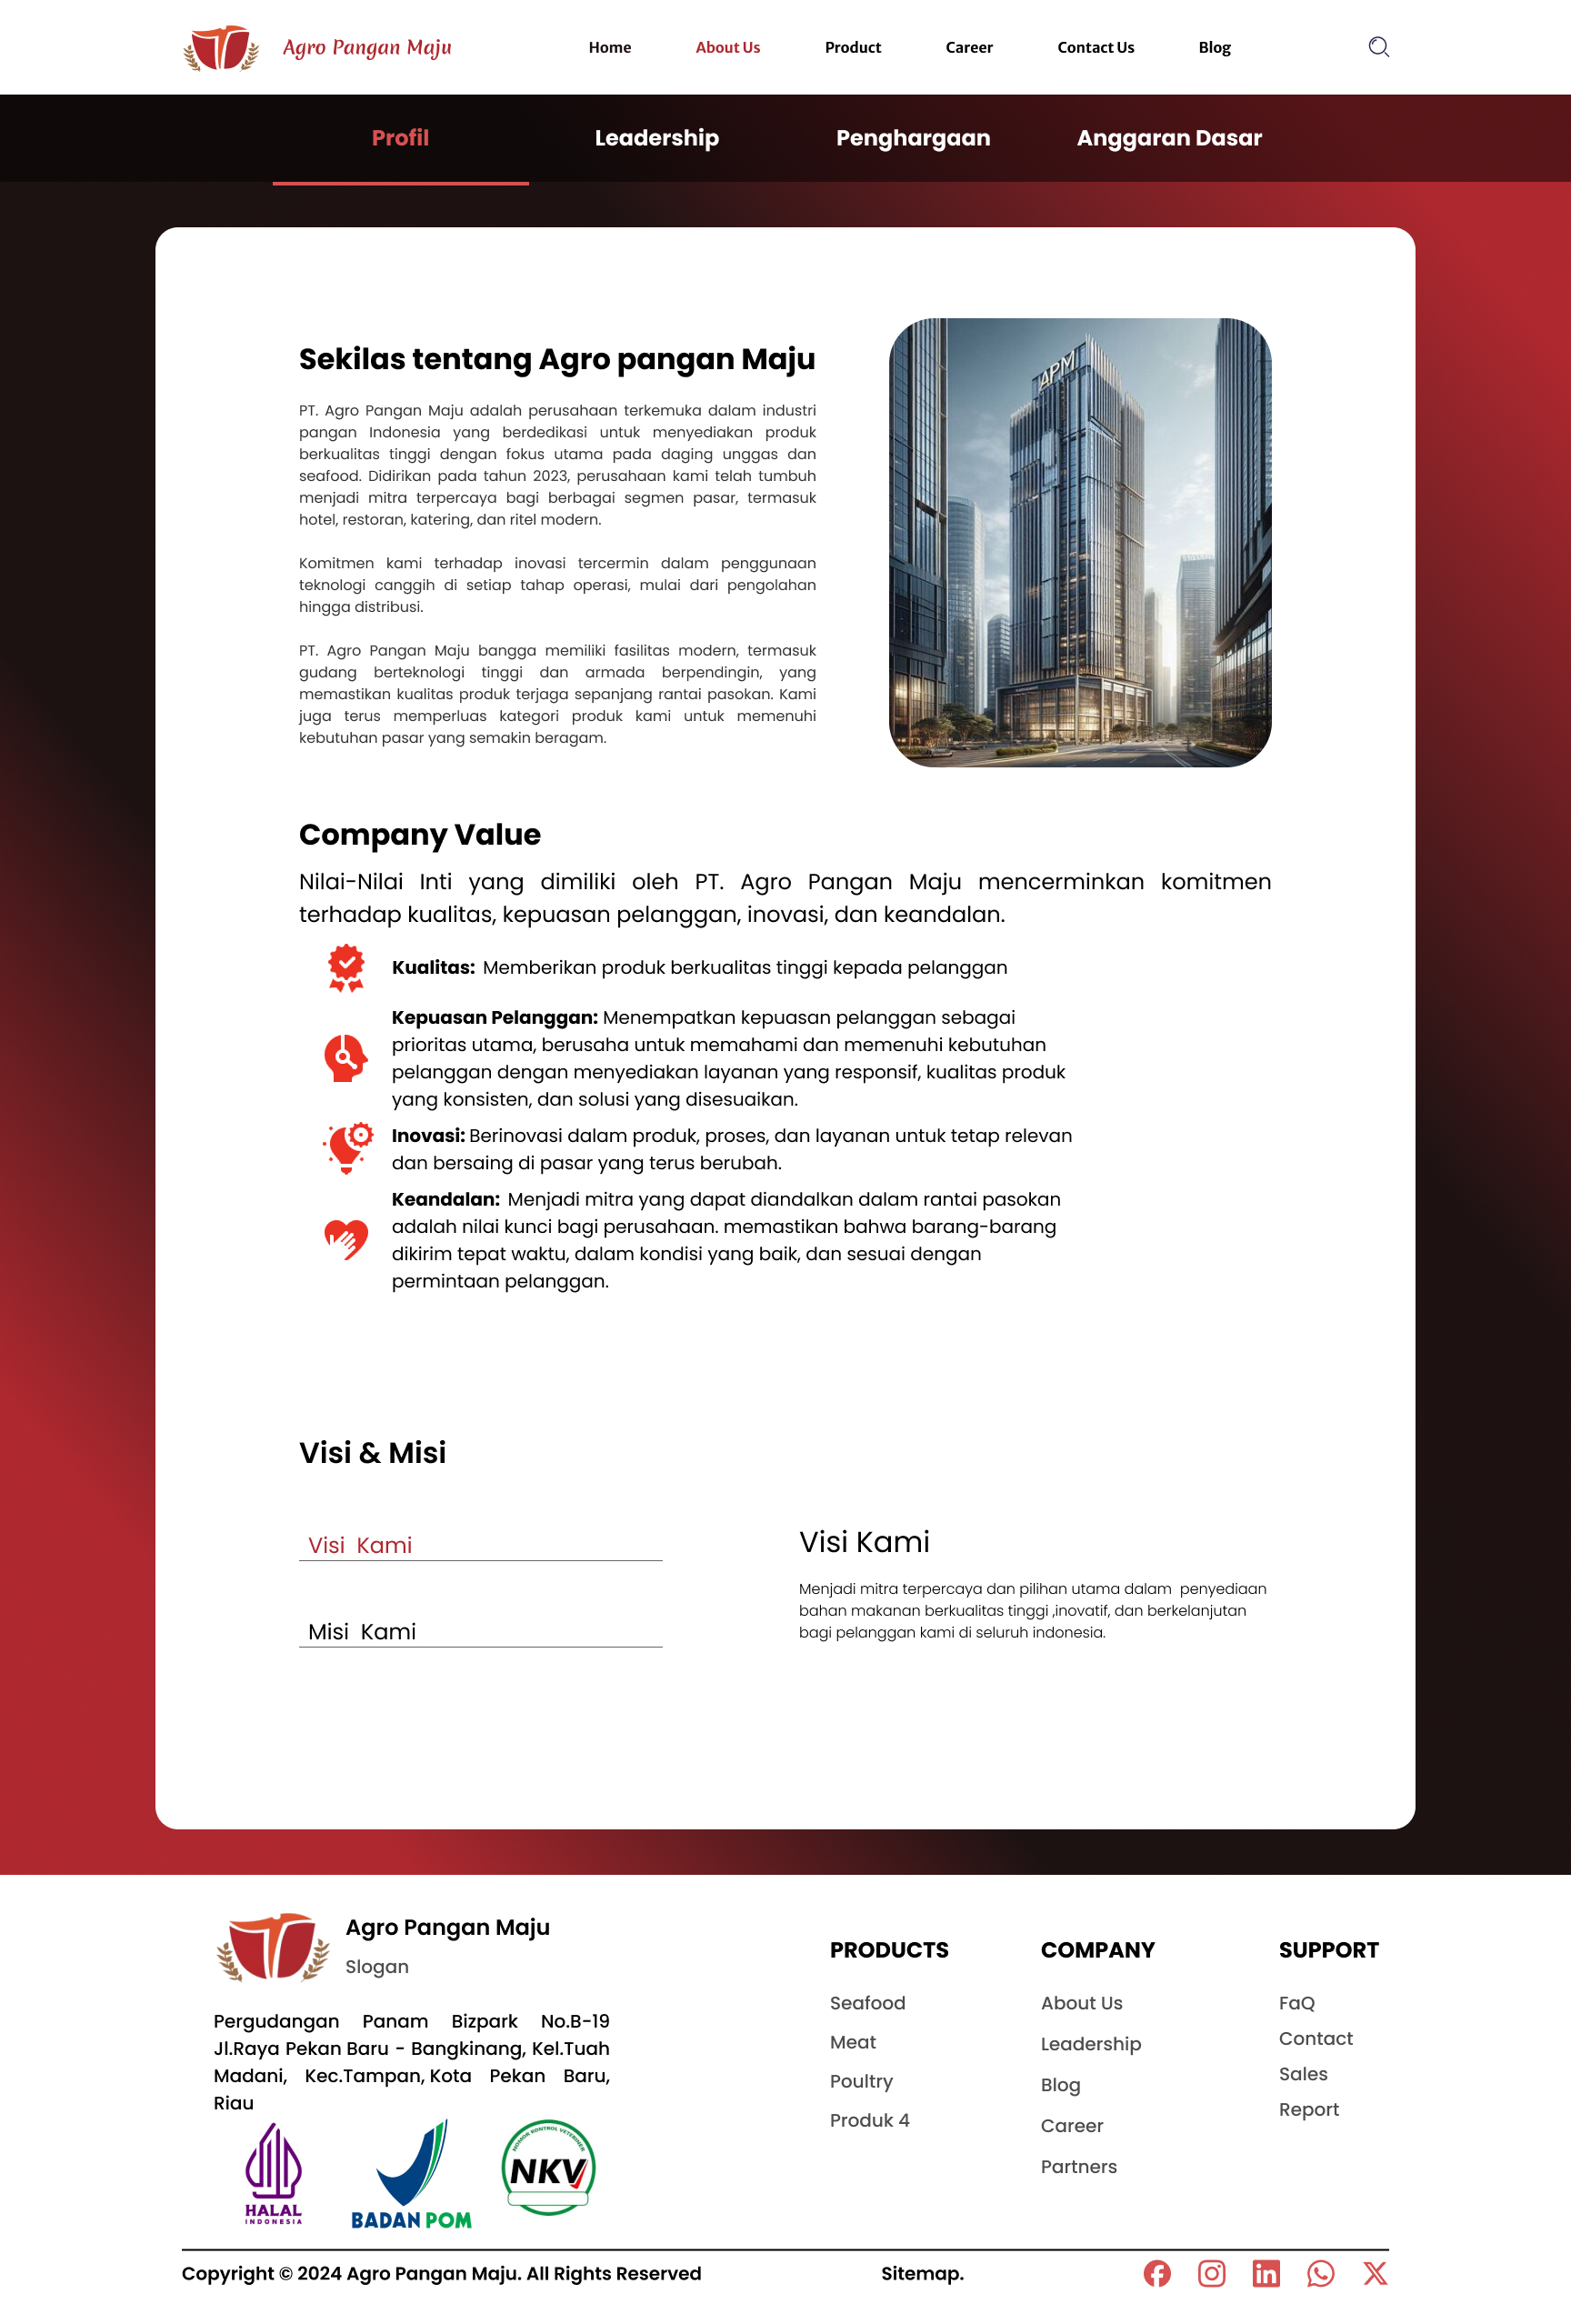 Agro Pangan Maju
Home
About Us
Product
Career
Contact Us
Blog
Profil
Leadership
Penghargaan
Anggaran Dasar
Sekilas tentang Agro pangan Maju
PT. Agro Pangan Maju adalah perusahaan terkemuka dalam industri
pangan Indonesia yang berdedikasi untuk menyediakan produk
berkualitas tinggi dengan fokus utama pada daging unggas dan
seafood. Didirikan pada tahun 2023, perusahaan kami telah tumbuh
menjadi mitra terpercaya bagi berbagai segmen pasar, termasuk
hotel, restoran, katering, dan ritel modern.
Komitmen kami terhadap inovasi tercermin dalam penggunaan
teknologi canggih di setiap tahap operasi, mulai dari pengolahan
hingga distribusi.
PT. Agro Pangan Maju bangga memiliki fasilitas modern, termasuk
gudang berteknologi tinggi dan armada berpendingin, yang
memastikan kualitas produk terjaga sepanjang rantai pasokan. Kami
juga terus memperluas kategori produk kami untuk memenuhi
kebutuhan pasar yang semakin beragam.
APM
Company Value
Nilai-Nilai Inti yang dimiliki oleh PT. Agro Pangan Maju mencerminkan komitmen
terhadap kualitas, kepuasan pelanggan, inovasi, dan keandalan.
Kualitas: Memberikan produk berkualitas tinggi kepada pelanggan
Kepuasan Pelanggan: Menempatkan kepuasan pelanggan sebagai
prioritas utama, berusaha untuk memahami dan memenuhi kebutuhan
pelanggan dengan menyediakan layanan yang responsif, kualitas produk
yang konsisten, dan solusi yang disesuaikan.
Inovasi: Berinovasi dalam produk, proses, dan layanan untuk tetap relevan
dan bersaing di pasar yang terus berubah.
Keandalan: Menjadi mitra yang dapat diandalkan dalam rantai pasokan
adalah nilai kunci bagi perusahaan. memastikan bahwa barang-barang
dikirim tepat waktu, dalam kondisi yang baik, dan sesuai dengan
permintaan pelanggan.
Visi & Misi
Visi Kami
Misi Kami
Visi Kami
Menjadi mitra terpercaya dan pilihan utama dalam penyediaan
bahan makanan berkualitas tinggi ,inovatif, dan berkelanjutan
bagi pelanggan kami di seluruh indonesia.
Agro Pangan Maju
Slogan
Pergudangan Panam Bizpark No.B-19
Jl.Raya Pekan Baru - Bangkinang, Kel.Tuah
Madani, Kec.Tampan, Kota Pekan Baru,
Riau
HALAL
INDONESIA
BADAN POM
NOMOR KONTROL VETERINER
NKV
PRODUCTS
Seafood
Meat
Poultry
Produk 4
COMPANY
About Us
Leadership
Blog
Career
Partners
SUPPORT
FaQ
Contact
Sales
Report
Copyright © 2024 Agro Pangan Maju. All Rights Reserved
Sitemap.